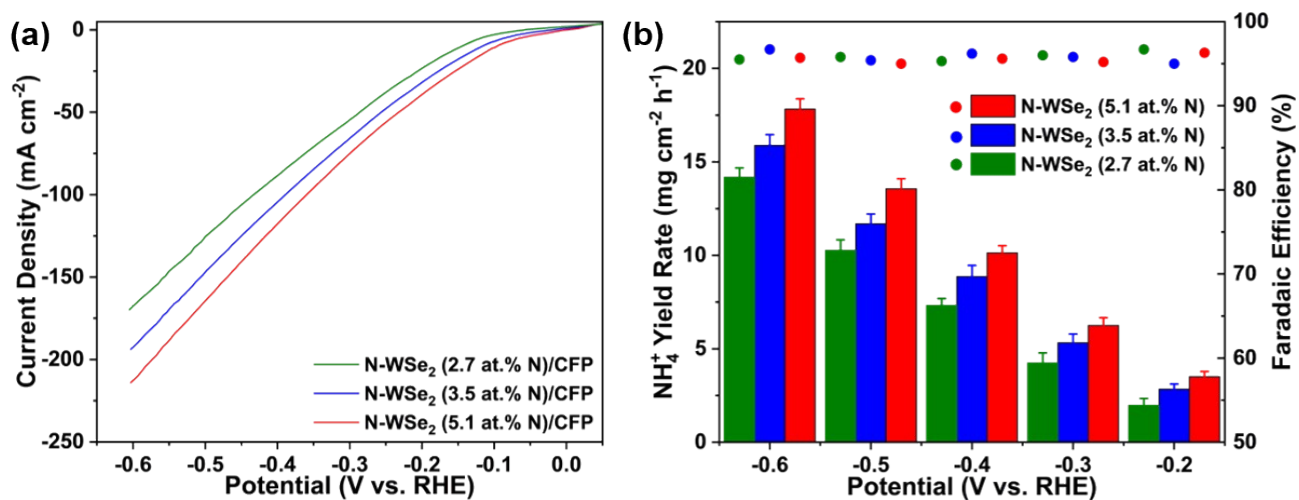 (a)
0
-50
-100
-150
-200
-250
Current Density (mA cm⁻²)
N-WSe₂ (2.7 at.% N)/CFP
N-WSe₂ (3.5 at.% N)/CFP
N-WSe₂ (5.1 at.% N)/CFP
-0.6 -0.5 -0.4 -0.3 -0.2 -0.1 0.0
Potential (V vs. RHE)
(b)
20
15
10
5
0
NH₄⁺ Yield Rate (mg cm⁻² h⁻¹)
N-WSe₂ (5.1 at.% N)
N-WSe₂ (3.5 at.% N)
N-WSe₂ (2.7 at.% N)
100
90
80
70
60
50
Faradaic Efficiency (%)
-0.6 -0.5 -0.4 -0.3 -0.2
Potential (V vs. RHE)